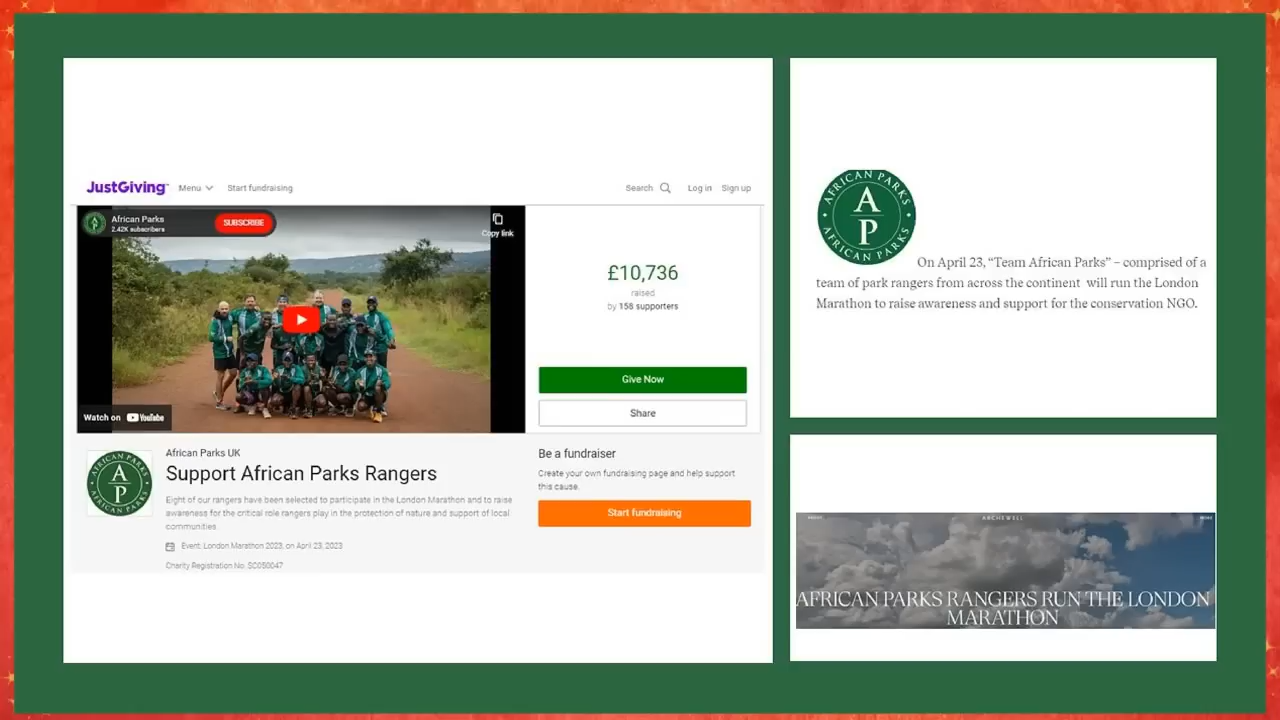 JustGiving™ Menu Start fundraising Search Log in Sign up
African Parks
2.42K subscribers
SUBSCRIBE
Copy link
Watch on YouTube
£10,736
raised
by 158 supporters
Give Now
Share
AFRICAN PARKS
AP
AFRICAN PARKS
African Parks UK
Support African Parks Rangers
Eight of our rangers have been selected to participate in the London Marathon and to raise
awareness for the critical role rangers play in the protection of nature and support of local
communities.
Event: London Marathon 2023, on April 23, 2023
Charity Registration No. SC050047
Be a fundraiser
Create your own fundraising page and help support
this cause.
Start fundraising
AFRICAN PARKS
AP
AFRICAN PARKS
On April 23, “Team African Parks” – comprised of a
team of park rangers from across the continent will run the London
Marathon to raise awareness and support for the conservation NGO.
ARCHEWELL
AFRICAN PARKS RANGERS RUN THE LONDON
MARATHON